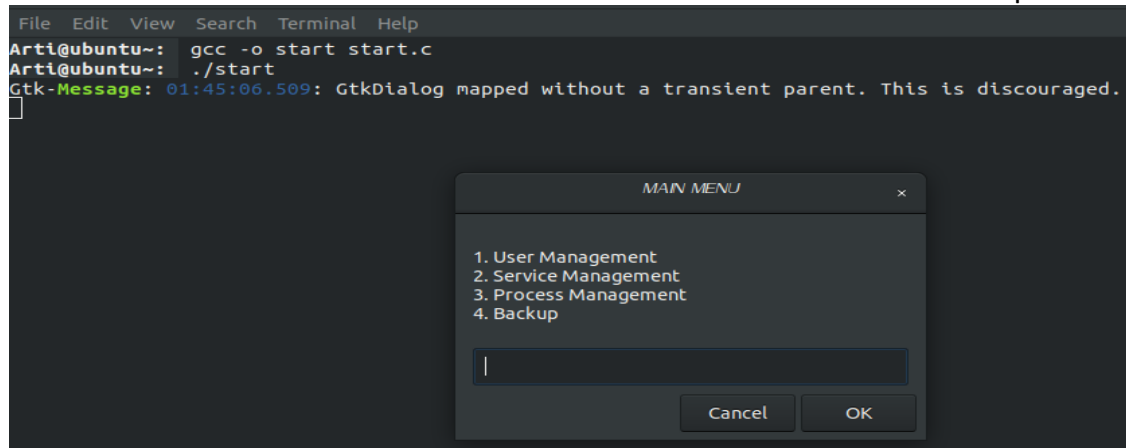 File Edit View Search Terminal Help
Arti@ubuntu~: gcc -o start start.c
Arti@ubuntu~: ./start
Gtk-Message: 01:45:06.509: GtkDialog mapped without a transient parent. This is discouraged.
MAIN MENU ×
1. User Management
2. Service Management
3. Process Management
4. Backup
Cancel OK